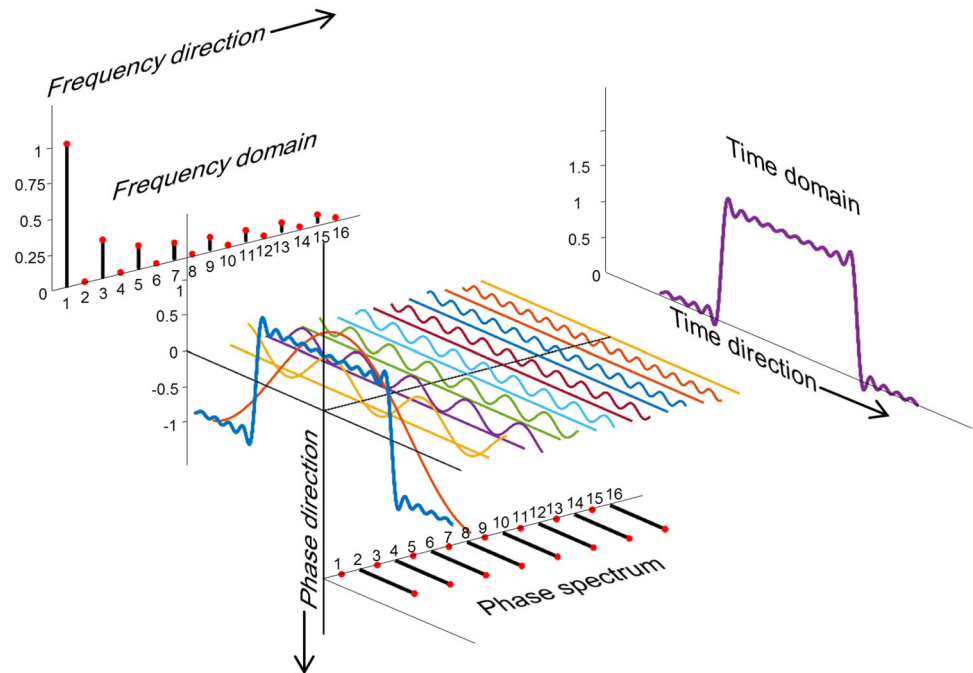 Frequency direction
1
0.75
0.5
0.25
0
Frequency domain
1 2 3 4 5 6 7 8 9 10 11 12 13 14 15 16
1
0.5
0
-0.5
-1
Time domain
1.5
1
0.5
0
Time direction
Phase direction
1 2 3 4 5 6 7 8 9 10 11 12 13 14 15 16
Phase spectrum